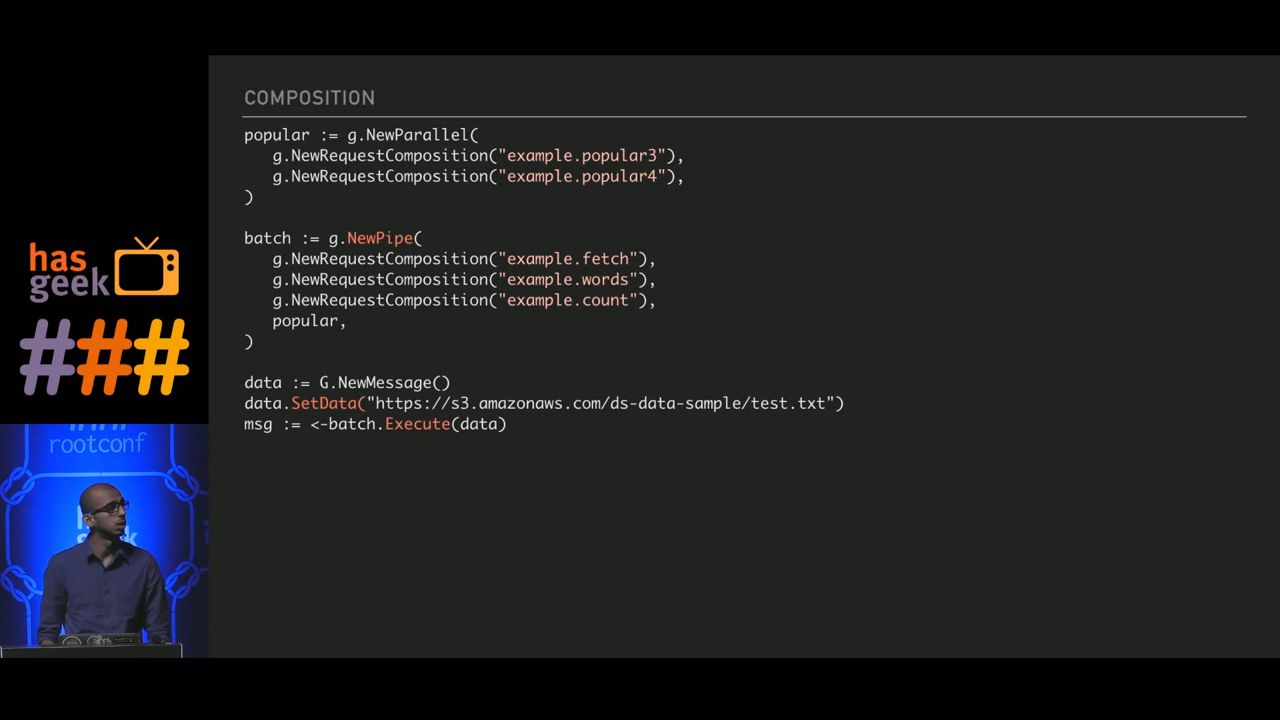 COMPOSITION
popular := g.NewParallel(
g.NewRequestComposition("example.popular3"),
g.NewRequestComposition("example.popular4"),
)
batch := g.NewPipe(
g.NewRequestComposition("example.fetch"),
g.NewRequestComposition("example.words"),
g.NewRequestComposition("example.count"),
popular,
)
data := G.NewMessage()
data.SetData("https://s3.amazonaws.com/ds-data-sample/test.txt")
msg := <-batch.Execute(data)
has
geek
###
rootconf